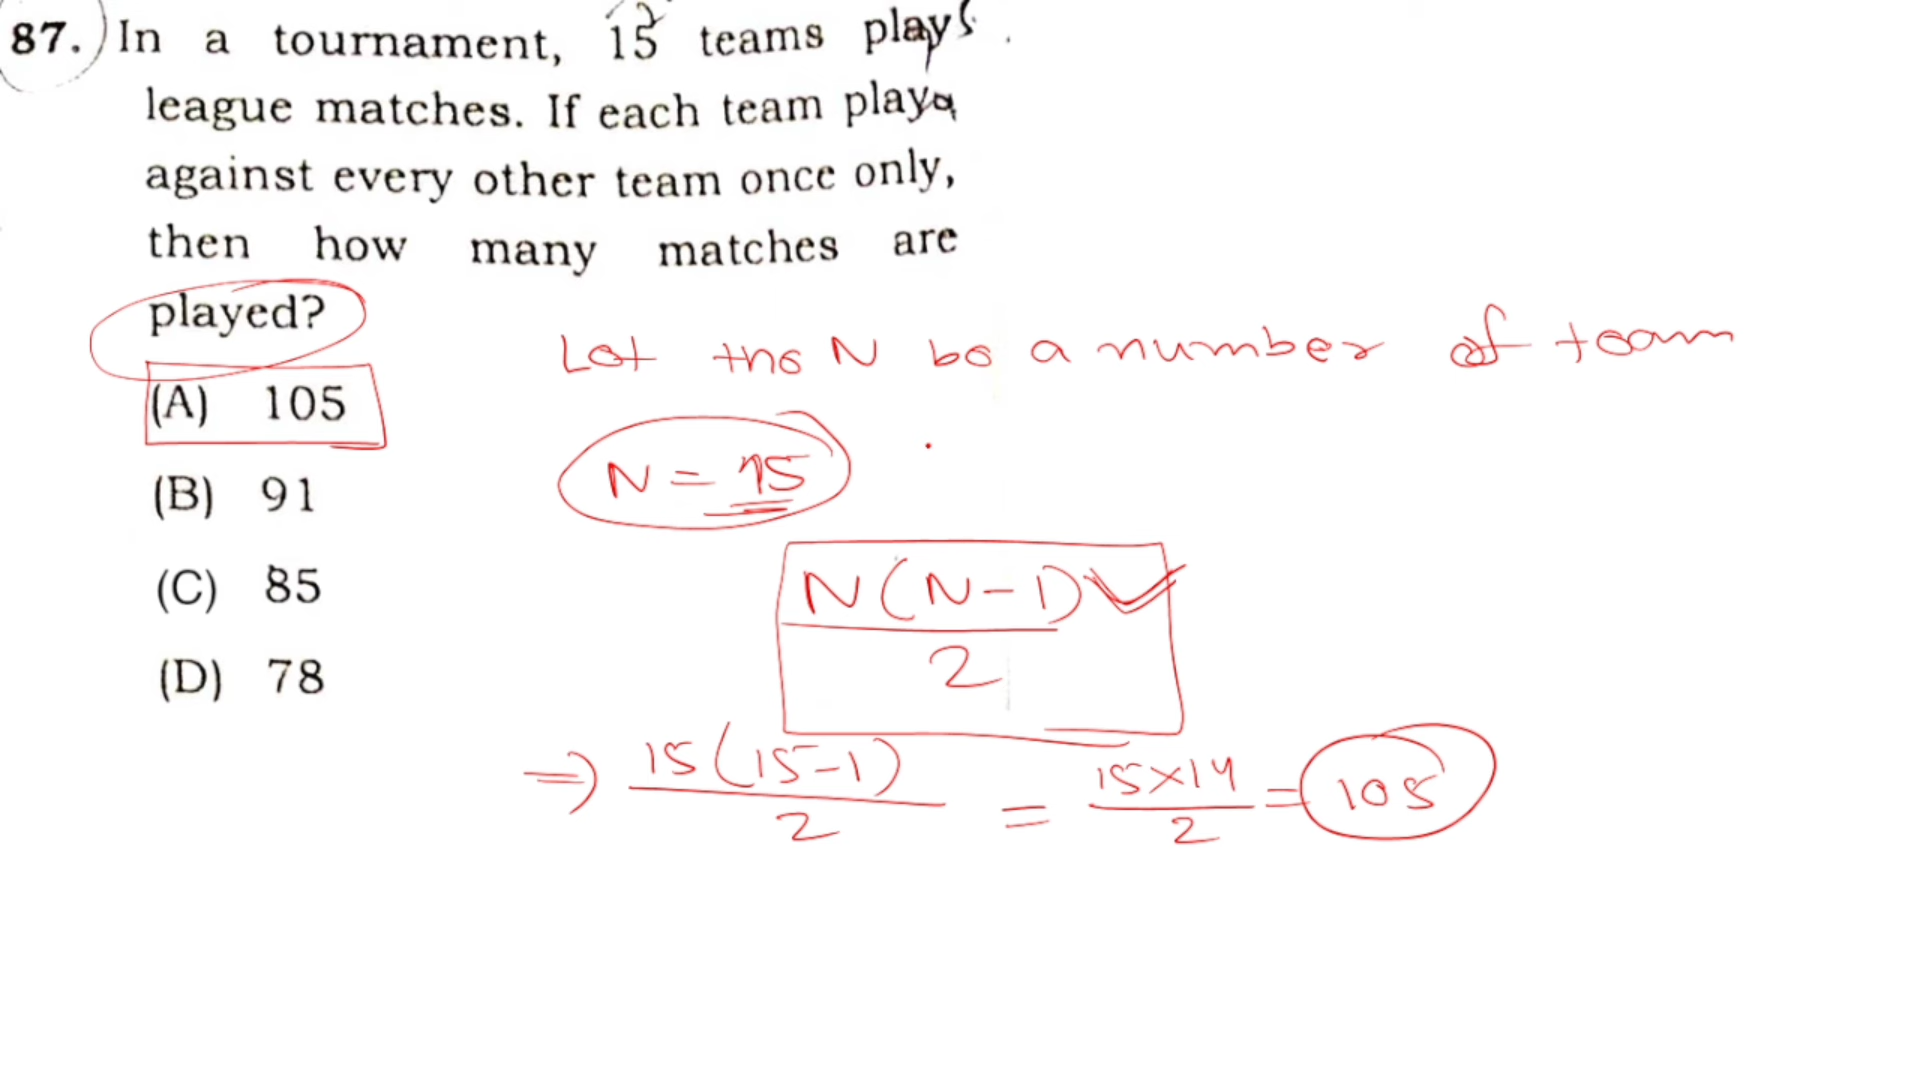 87. In a tournament, 15 teams plays
league matches. If each team plays
against every other team once only,
then how many matches are
played?
(A) 105
(B) 91
(C) 85
(D) 78
Let the N be a number of team
N = 15
N(N-1)
2
⇒ 15(15-1) = 15×14 = 105
2 2